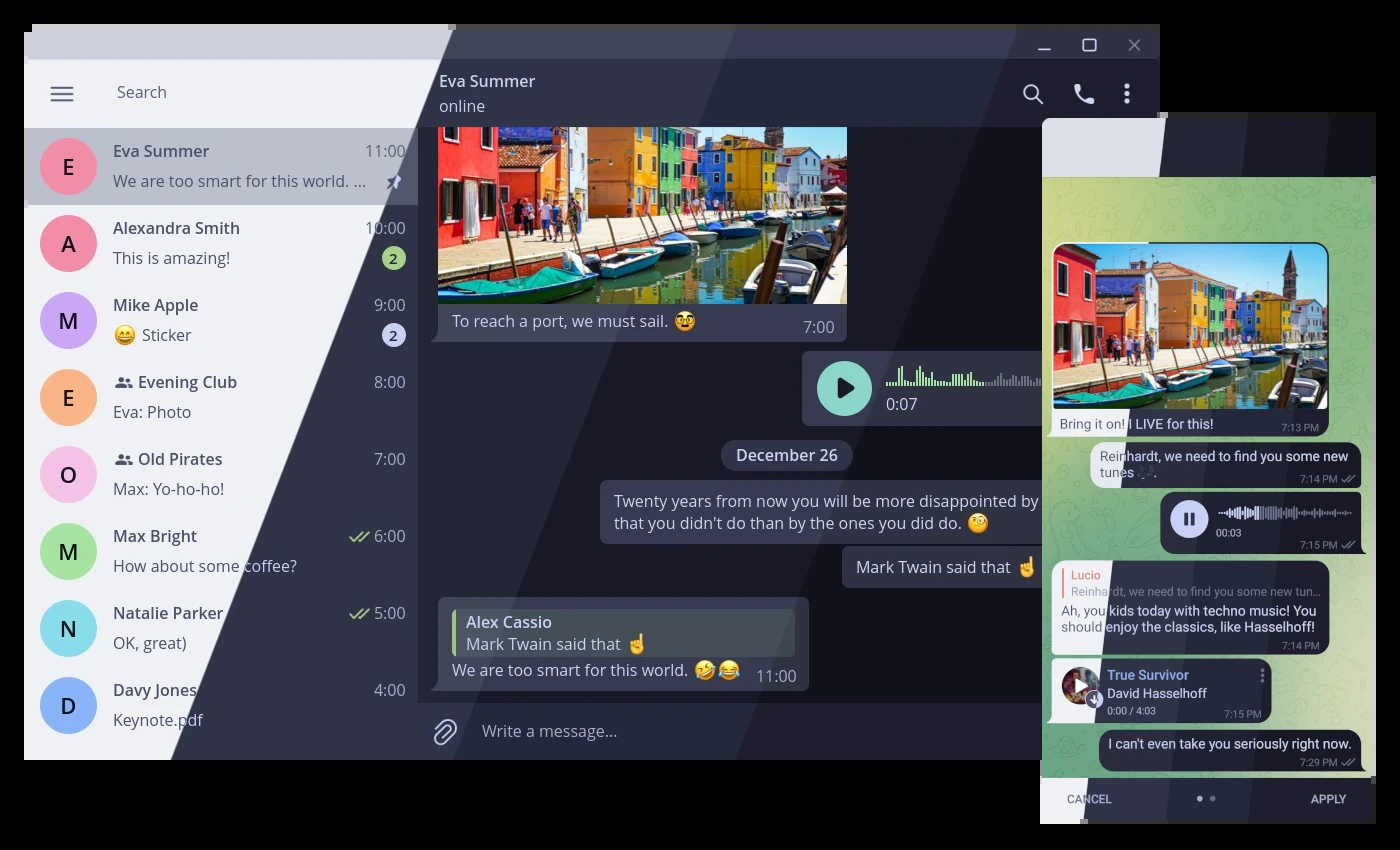 Search
E
Eva Summer
11:00
We are too smart for this world. ...
A
Alexandra Smith
10:00
This is amazing!
2
M
Mike Apple
9:00
😄 Sticker
2
E
Evening Club
8:00
Eva: Photo
O
Old Pirates
7:00
Max: Yo-ho-ho!
M
Max Bright
6:00
How about some coffee?
N
Natalie Parker
5:00
OK, great)
D
Davy Jones
4:00
Keynote.pdf
Eva Summer
online
To reach a port, we must sail. 🥸
7:00
0:07
December 26
Twenty years from now you will be more disappointed by
that you didn't do than by the ones you did do. 🧐
Mark Twain said that ☝️
Alex Cassio
Mark Twain said that ☝️
We are too smart for this world. 🤣😂
11:00
Write a message...
Bring it on! I LIVE for this!
7:13 PM
Reinhardt, we need to find you some new
tunes 🎶.
7:14 PM
00:03
7:15 PM
Lucio
Reinhardt, we need to find you some new tun...
Ah, you kids today with techno music! You
should enjoy the classics, like Hasselhoff!
7:14 PM
True Survivor
David Hasselhoff
0:00 / 4:03
7:15 PM
I can't even take you seriously right now.
7:29 PM
CANCEL
APPLY